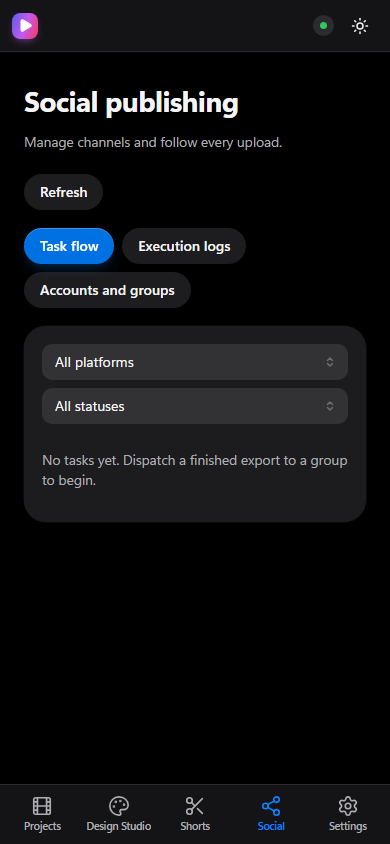 Social publishing
Manage channels and follow every upload.
Refresh
Task flow
Execution logs
Accounts and groups
All platforms
All statuses
No tasks yet. Dispatch a finished export to a group
to begin.
Projects
Design Studio
Shorts
Social
Settings